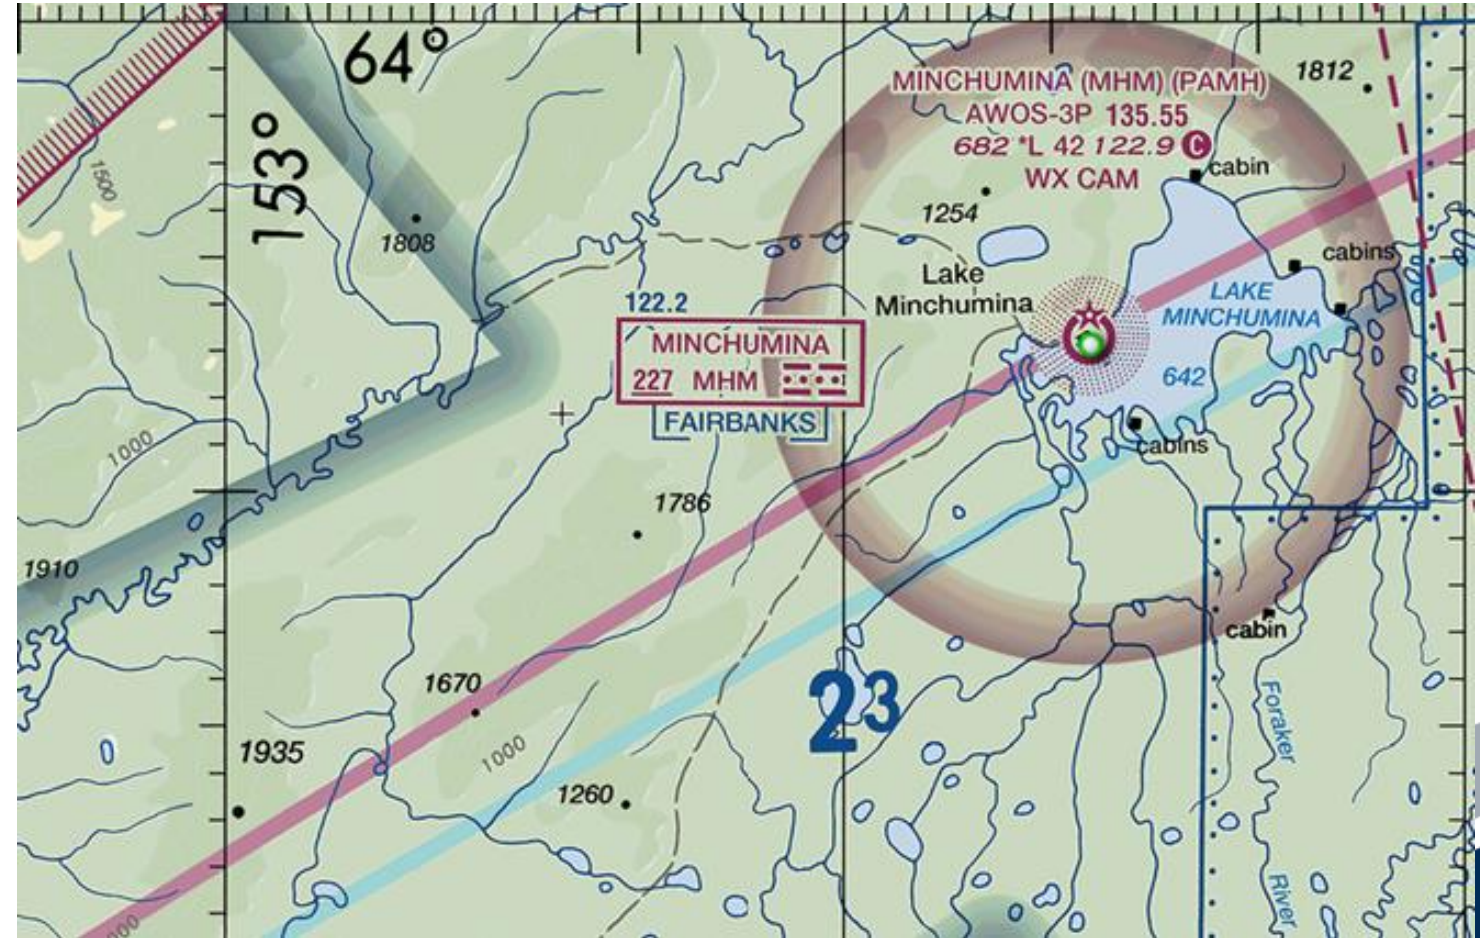 64°
153°
1500
1808
MINCHUMINA (MHM) (PAMH)
AWOS-3P 135.55
682 *L 42 122.9 C
WX CAM
1812
cabin
1254
cabins
Lake
Minchumina
LAKE
MINCHUMINA
642
122.2
MINCHUMINA
227 MHM
FAIRBANKS
cabins
1000
1786
1910
cabin
1670
2³
Foraker
1935
1000
1260
River